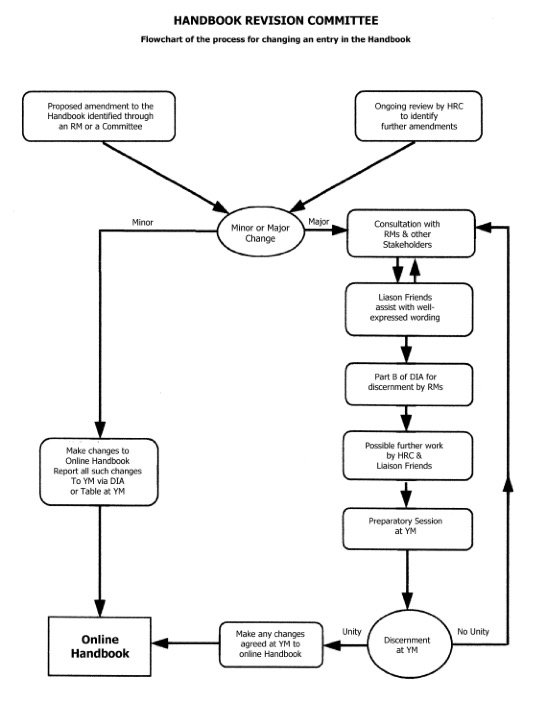 HANDBOOK REVISION COMMITTEE
Flowchart of the process for changing an entry in the Handbook
Proposed amendment to the
Handbook identified through
an RM or a Committee
Ongoing review by HRC
to identify
further amendments
Minor
Minor or Major
Change
Major
Consultation with
RMs & other
Stakeholders
Liason Friends
assist with well-
expressed wording
Part B of DIA for
discernment by RMs
Make changes to
Online Handbook
Report all such changes
To YM via DIA
or Table at YM
Possible further work
by HRC &
Liaison Friends
Preparatory Session
at YM
Online
Handbook
Make any changes
agreed at YM to
online Handbook
Unity
Discernment
at YM
No Unity